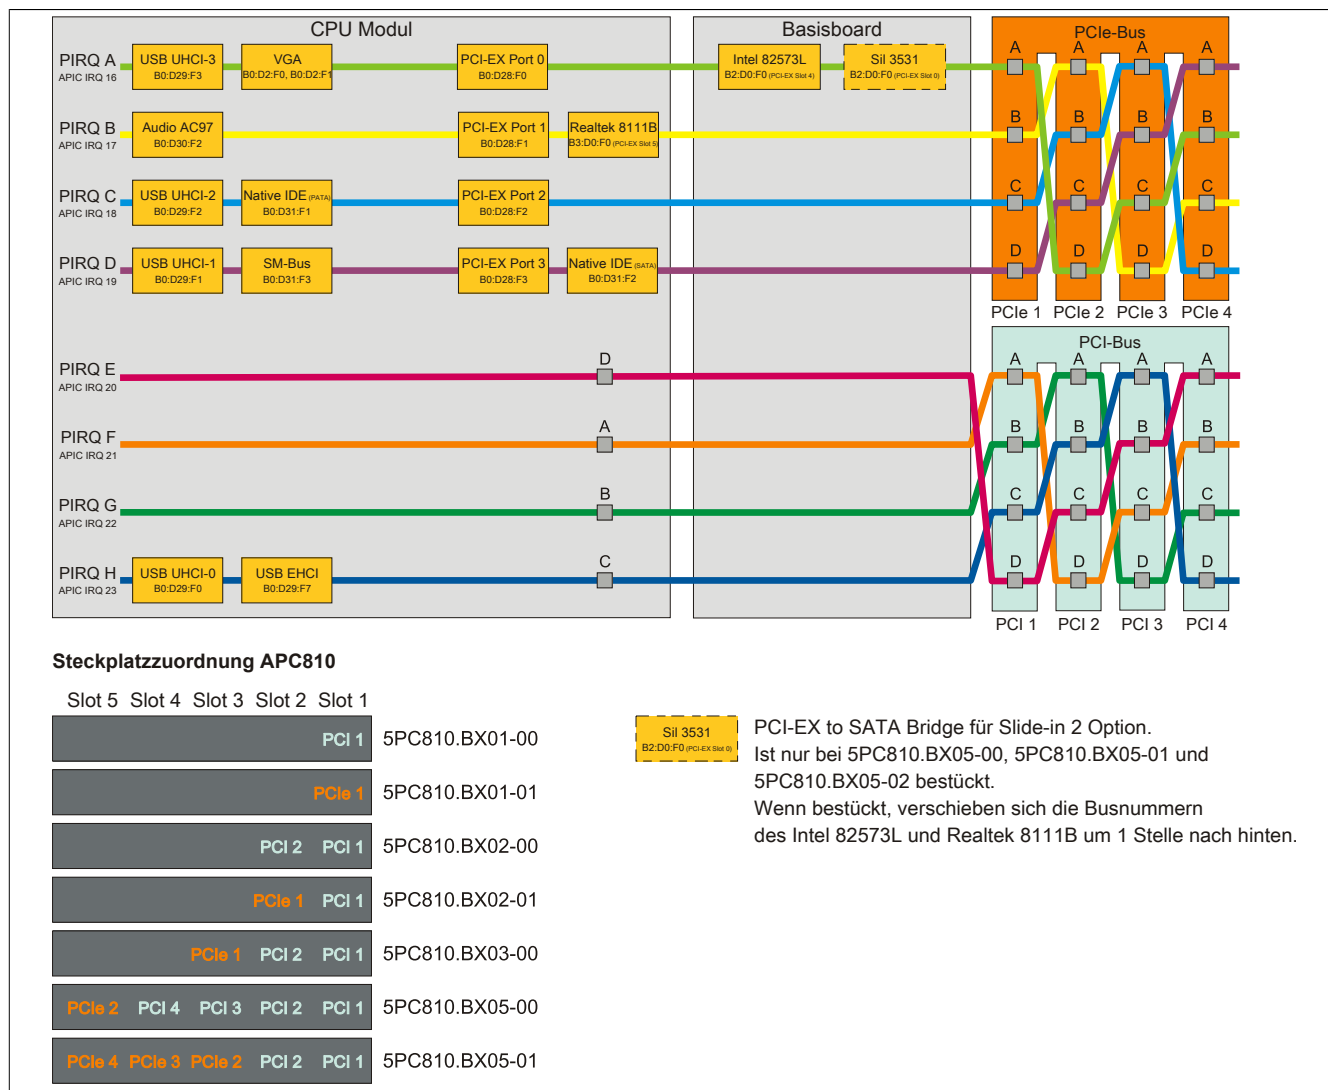 CPU Modul
Basisboard
PCIe-Bus
PIRQ A
APIC IRQ 16
USB UHCI-3
B0:D29:F3
VGA
B0:D2:F0, B0:D2:F1
PCI-EX Port 0
B0:D28:F0
Intel 82573L
B2:D0:F0 (PCI-EX Slot 4)
Sil 3531
B2:D0:F0 (PCI-EX Slot 0)
A A A A
PIRQ B
APIC IRQ 17
Audio AC97
B0:D30:F2
PCI-EX Port 1
B0:D28:F1
Realtek 8111B
B3:D0:F0 (PCI-EX Slot 5)
B B B B
PIRQ C
APIC IRQ 18
USB UHCI-2
B0:D29:F2
Native IDE (PATA)
B0:D31:F1
PCI-EX Port 2
B0:D28:F2
C C C C
PIRQ D
APIC IRQ 19
USB UHCI-1
B0:D29:F1
SM-Bus
B0:D31:F3
PCI-EX Port 3
B0:D28:F3
Native IDE (SATA)
B0:D31:F2
D D D D
PCIe 1 PCIe 2 PCIe 3 PCIe 4
PCI-Bus
PIRQ E
APIC IRQ 20
D
A A A A
PIRQ F
APIC IRQ 21
A
B B B B
PIRQ G
APIC IRQ 22
B
C C C C
PIRQ H
APIC IRQ 23
USB UHCI-0
B0:D29:F0
USB EHCI
B0:D29:F7
C
D D D D
PCI 1 PCI 2 PCI 3 PCI 4
Steckplatzzuordnung APC810
Slot 5 Slot 4 Slot 3 Slot 2 Slot 1
PCI 1 5PC810.BX01-00
PCIe 1 5PC810.BX01-01
PCI 2 PCI 1 5PC810.BX02-00
PCIe 1 PCI 1 5PC810.BX02-01
PCIe 1 PCI 2 PCI 1 5PC810.BX03-00
PCIe 2 PCI 4 PCI 3 PCI 2 PCI 1 5PC810.BX05-00
PCIe 4 PCIe 3 PCIe 2 PCI 2 PCI 1 5PC810.BX05-01
Sil 3531
B2:D0:F0 (PCI-EX Slot 0)
PCI-EX to SATA Bridge für Slide-in 2 Option.
Ist nur bei 5PC810.BX05-00, 5PC810.BX05-01 und
5PC810.BX05-02 bestückt.
Wenn bestückt, verschieben sich die Busnummern
des Intel 82573L und Realtek 8111B um 1 Stelle nach hinten.